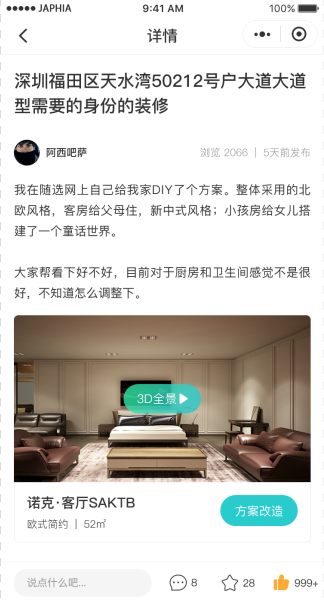 JAPHIA 9:41 AM 100%
详情
深圳福田区天水湾50212号户大道大道
型需要的身份的装修
阿西吧萨 浏览 2066 | 5天前发布
我在随选网上自己给我家DIY了个方案。整体采用的北
欧风格，客房给父母住，新中式风格；小孩房给女儿搭
建了一个童话世界。
大家帮看下好不好，目前对于厨房和卫生间感觉不是很
好，不知道怎么调整下。
3D全景
诺克·客厅SAKTB
欧式简约 | 52㎡
方案改造
说点什么吧... 8 28 999+